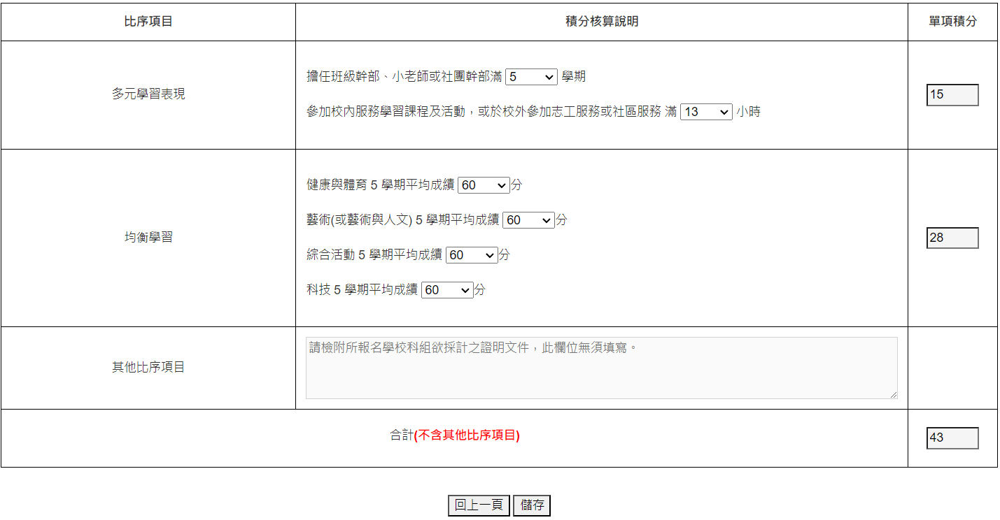 比序項目
積分核算說明
單項積分
多元學習表現
擔任班級幹部、小老師或社團幹部滿 5 學期
參加校內服務學習課程及活動，或於校外參加志工服務或社區服務 滿 13 小時
15
均衡學習
健康與體育 5 學期平均成績 60 分
藝術(或藝術與人文) 5 學期平均成績 60 分
綜合活動 5 學期平均成績 60 分
科技 5 學期平均成績 60 分
28
其他比序項目
請檢附所報名學校科組欲採計之證明文件，此欄位無須填寫。
合計(不含其他比序項目)
43
回上一頁 儲存